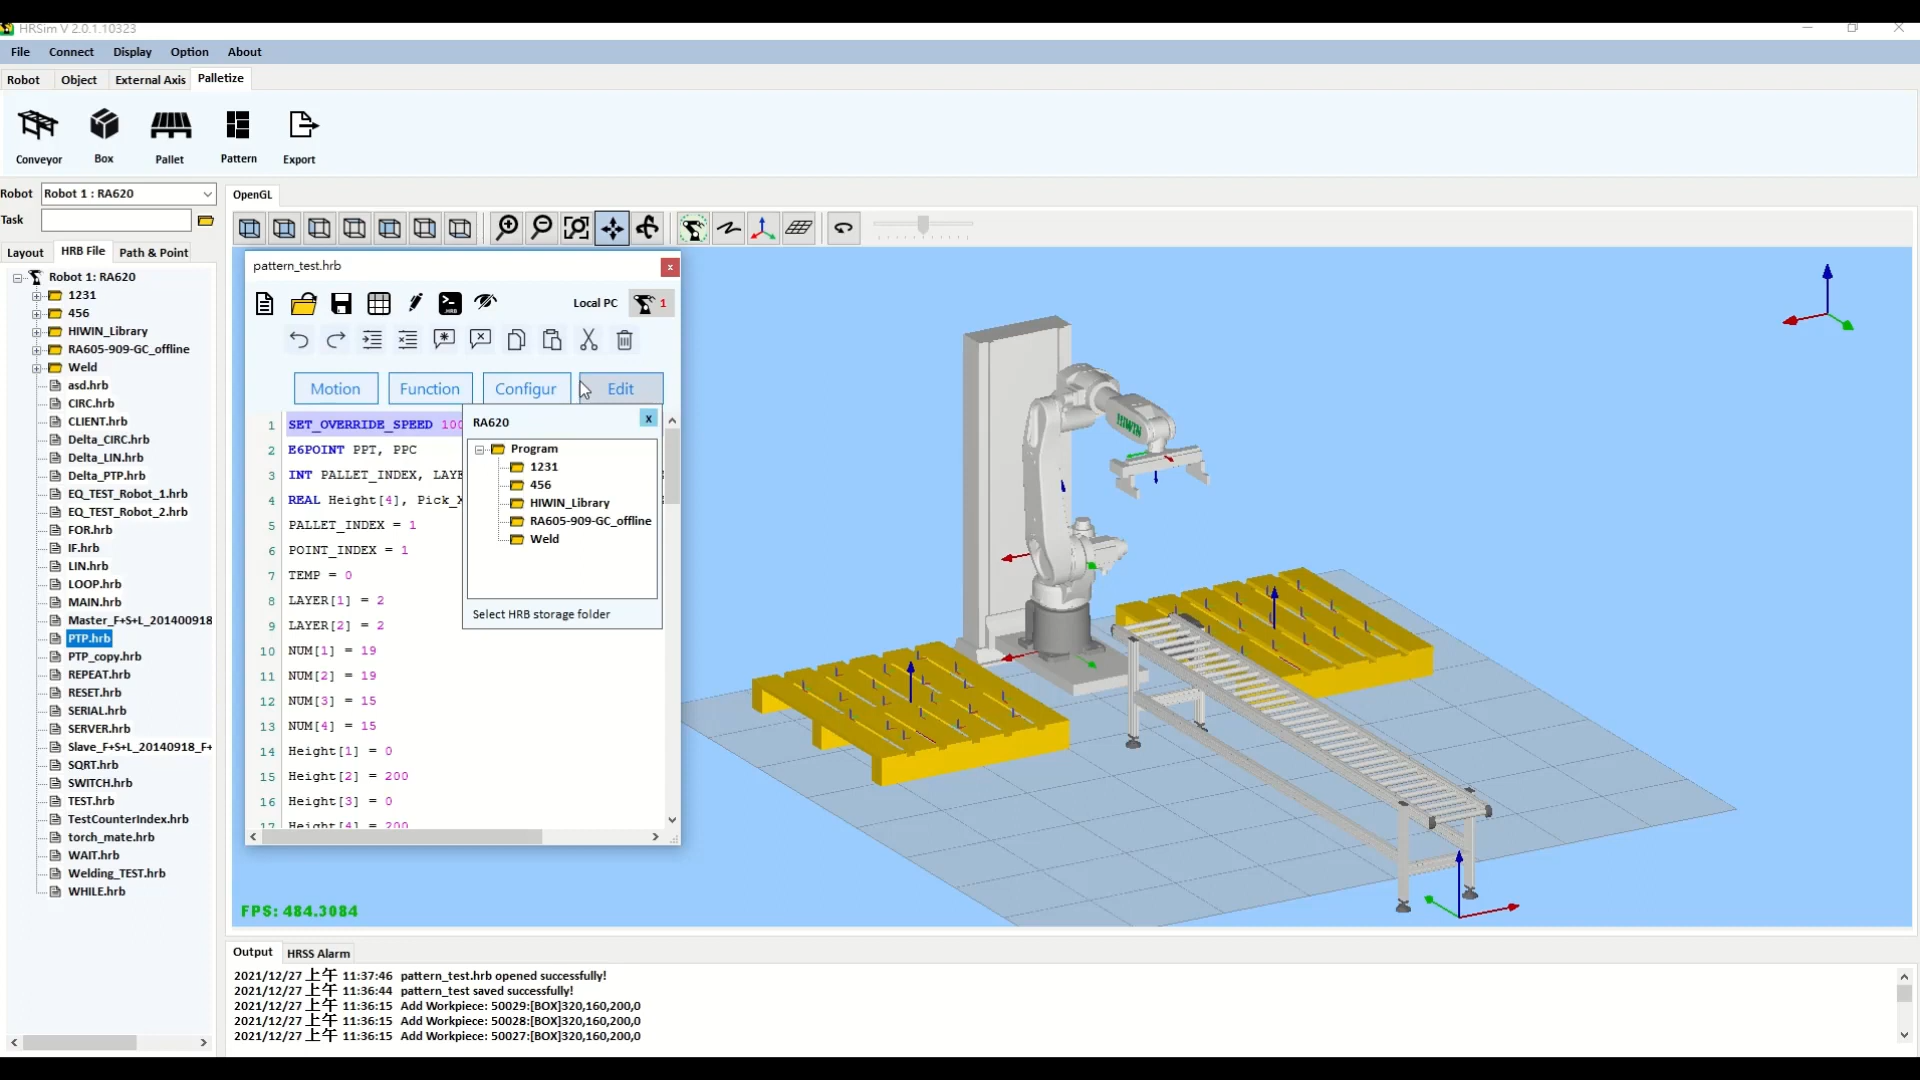 HRSim V 2.0.1.10323
File Connect Display Option About
Robot Object External Axis Palletize
Conveyor Box Pallet Pattern Export
Robot Robot 1 : RA620
Task
Layout HRB File Path & Point
Robot 1: RA620
1231
456
HIWIN_Library
RA605-909-GC_offline
Weld
asd.hrb
CIRC.hrb
CLIENT.hrb
Delta_CIRC.hrb
Delta_LIN.hrb
Delta_PTP.hrb
EQ_TEST_Robot_1.hrb
EQ_TEST_Robot_2.hrb
FOR.hrb
IF.hrb
LIN.hrb
LOOP.hrb
MAIN.hrb
Master_F+S+L_201400918
PTP.hrb
PTP_copy.hrb
REPEAT.hrb
RESET.hrb
SERIAL.hrb
SERVER.hrb
Slave_F+S+L_20140918_F+
SQRT.hrb
SWITCH.hrb
TEST.hrb
TestCounterIndex.hrb
torch_mate.hrb
WAIT.hrb
Welding_TEST.hrb
WHILE.hrb
OpenGL
pattern_test.hrb x
Local PC 1
Motion Function Configur Edit
1 SET_OVERRIDE_SPEED 100
2 E6POINT PPT, PPC
3 INT PALLET_INDEX, LAYE
4 REAL Height[4], Pick_X
5 PALLET_INDEX = 1
6 POINT_INDEX = 1
7 TEMP = 0
8 LAYER[1] = 2
9 LAYER[2] = 2
10 NUM[1] = 19
11 NUM[2] = 19
12 NUM[3] = 15
13 NUM[4] = 15
14 Height[1] = 0
15 Height[2] = 200
16 Height[3] = 0
17 Height[4] = 200
RA620 x
Program
1231
456
HIWIN_Library
RA605-909-GC_offline
Weld
Select HRB storage folder
HIWIN
FPS: 484.3084
Output HRSS Alarm
2021/12/27 上午 11:37:46 pattern_test.hrb opened successfully!
2021/12/27 上午 11:36:44 pattern_test saved successfully!
2021/12/27 上午 11:36:15 Add Workpiece: 50029:[BOX]320,160,200,0
2021/12/27 上午 11:36:15 Add Workpiece: 50028:[BOX]320,160,200,0
2021/12/27 上午 11:36:15 Add Workpiece: 50027:[BOX]320,160,200,0